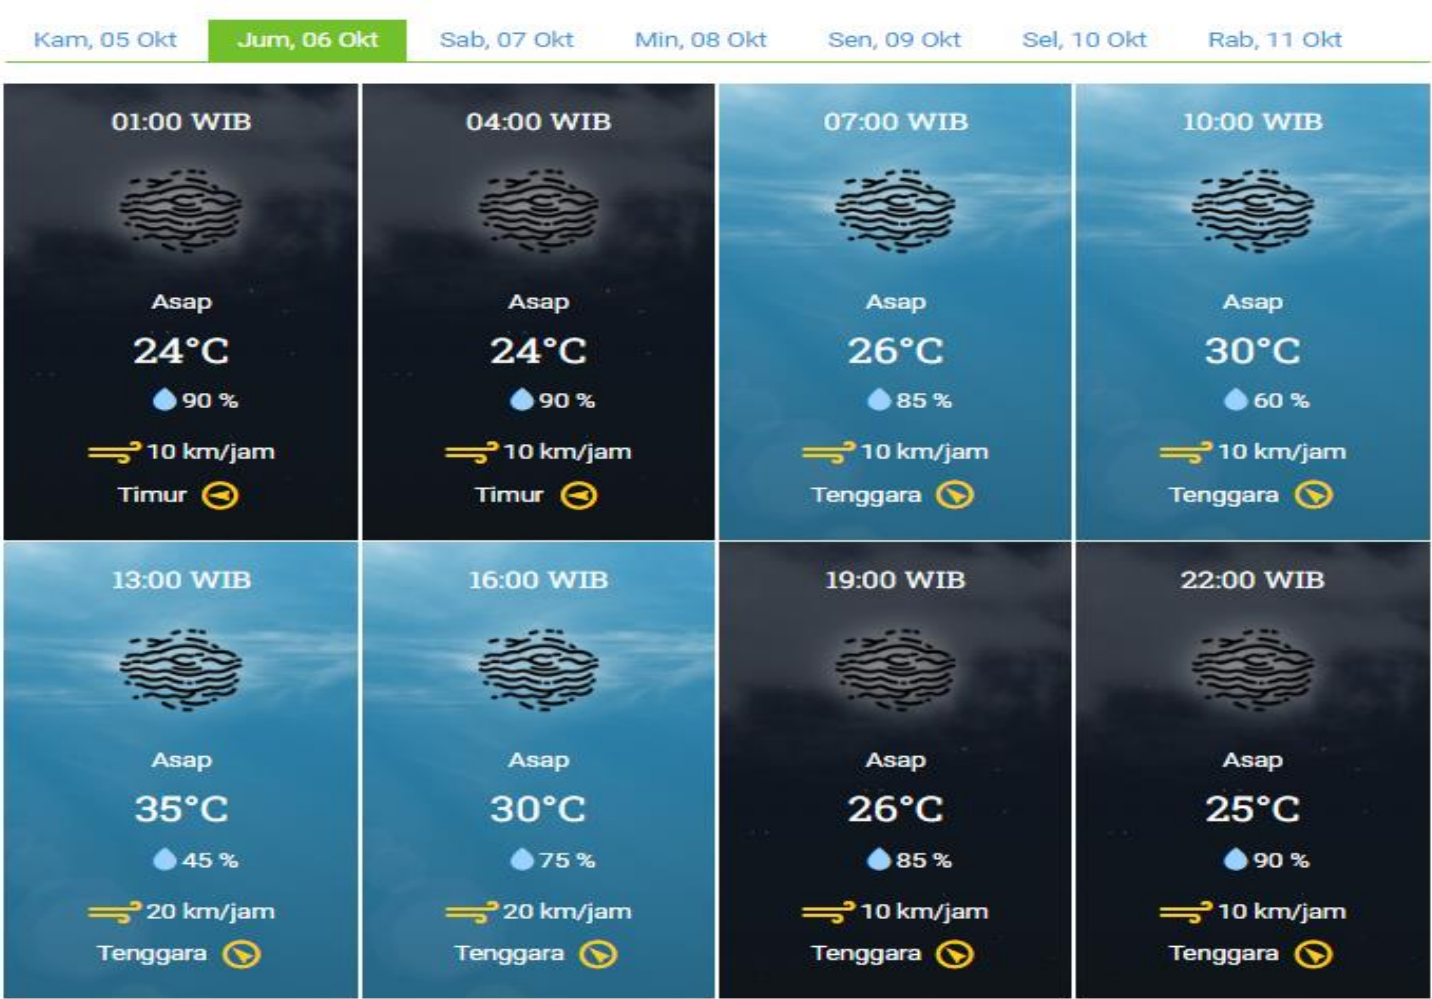 Kam, 05 Okt Jum, 06 Okt Sab, 07 Okt Min, 08 Okt Sen, 09 Okt Sel, 10 Okt Rab, 11 Okt
01:00 WIB
Asap
24°C
90 %
10 km/jam
Timur
04:00 WIB
Asap
24°C
90 %
10 km/jam
Timur
07:00 WIB
Asap
26°C
85 %
10 km/jam
Tenggara
10:00 WIB
Asap
30°C
60 %
10 km/jam
Tenggara
13:00 WIB
Asap
35°C
45 %
20 km/jam
Tenggara
16:00 WIB
Asap
30°C
75 %
20 km/jam
Tenggara
19:00 WIB
Asap
26°C
85 %
10 km/jam
Tenggara
22:00 WIB
Asap
25°C
90 %
10 km/jam
Tenggara